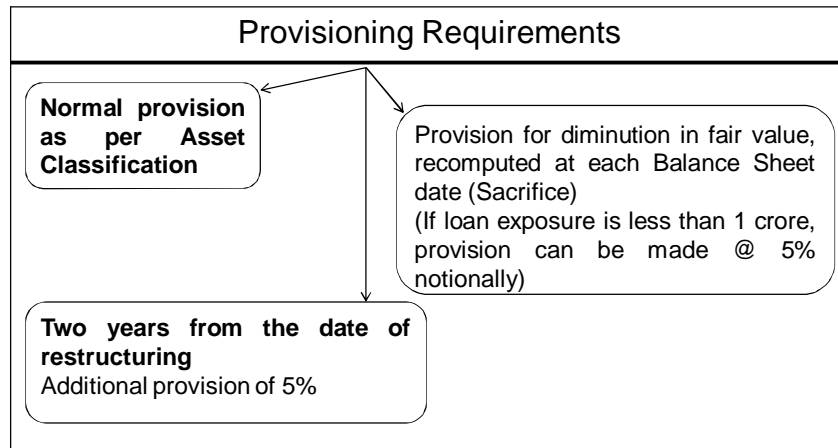 Provisioning Requirements
Normal provision
as per Asset
Classification
Provision for diminution in fair value,
recomputed at each Balance Sheet
date (Sacrifice)
(If loan exposure is less than 1 crore,
provision can be made @ 5%
notionally)
Two years from the date of
restructuring
Additional provision of 5%